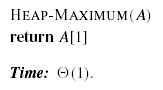 HEAP-MAXIMUM(A)
return A[1]
Time: Θ(1).